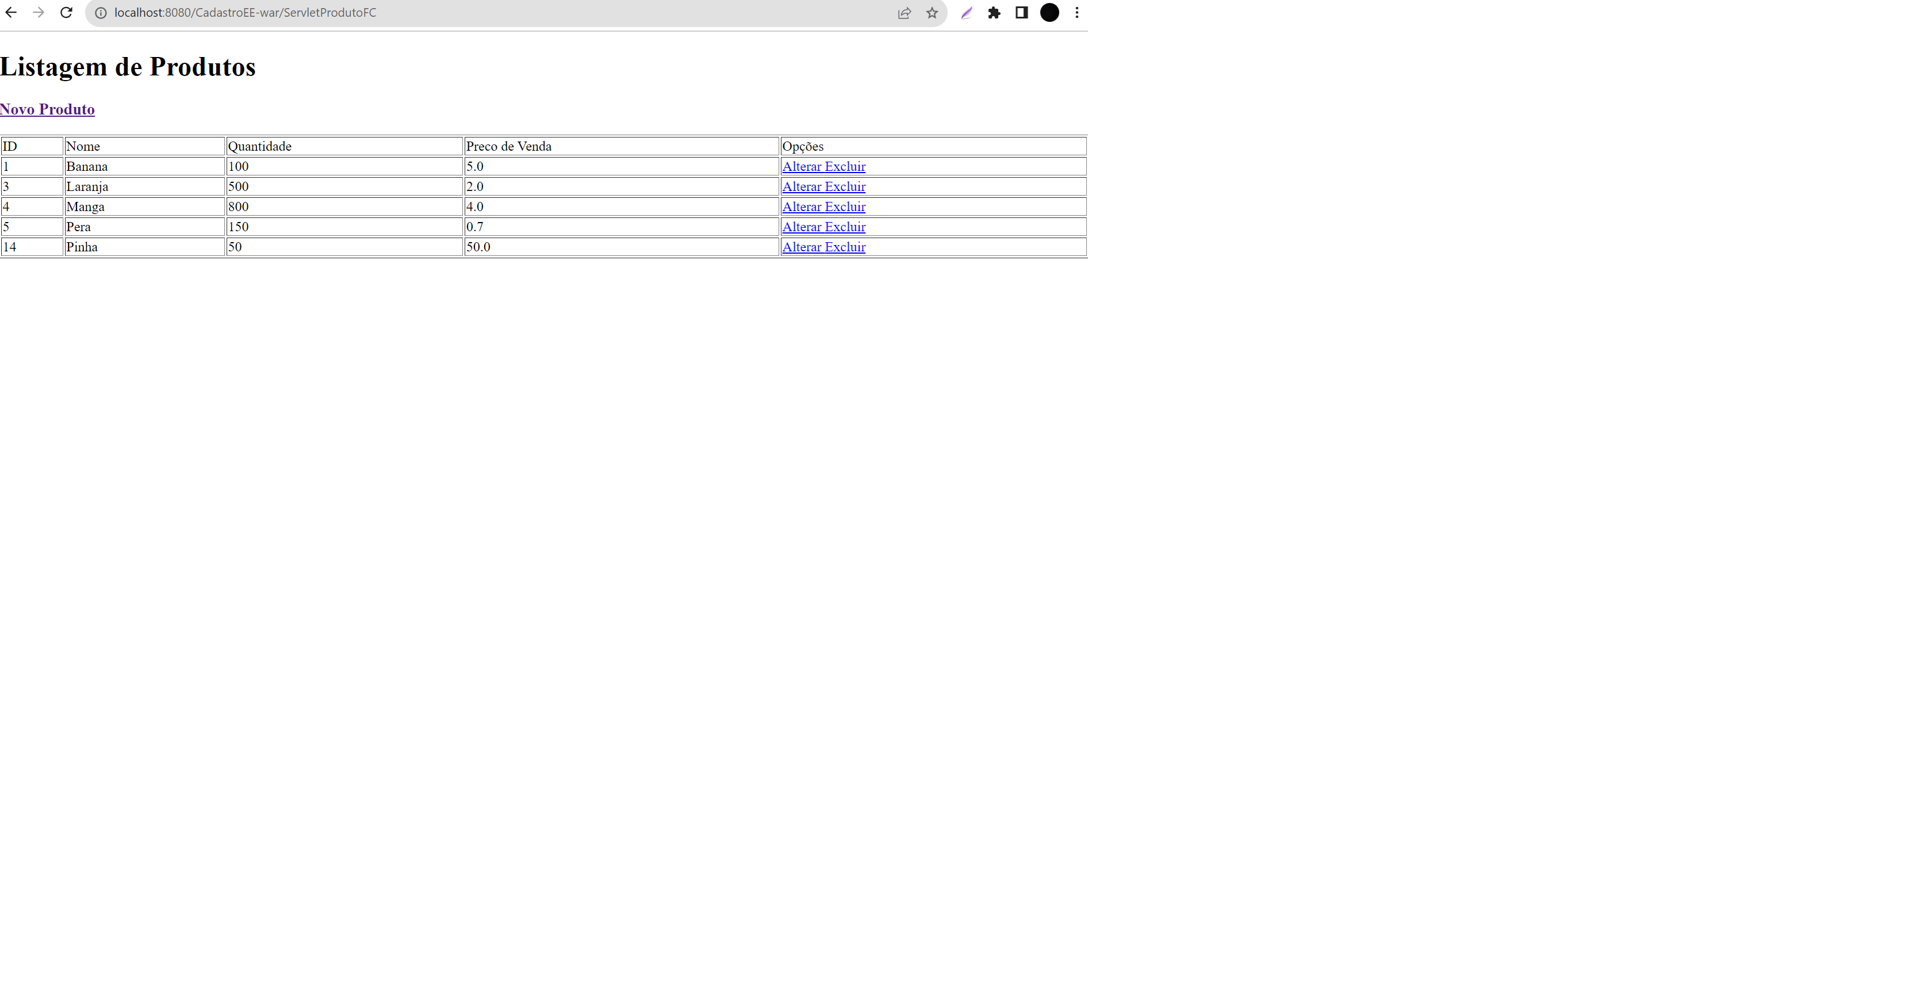 localhost:8080/CadastroEE-war/ServletProdutoFC
Listagem de Produtos
Novo Produto
ID Nome Quantidade Preco de Venda Opções
1 Banana 100 5.0 Alterar Excluir
3 Laranja 500 2.0 Alterar Excluir
4 Manga 800 4.0 Alterar Excluir
5 Pera 150 0.7 Alterar Excluir
14 Pinha 50 50.0 Alterar Excluir